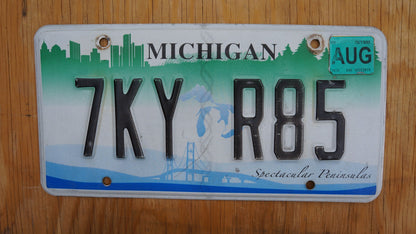 MICHIGAN
AUG
7KY R85
Spectacular Peninsulas